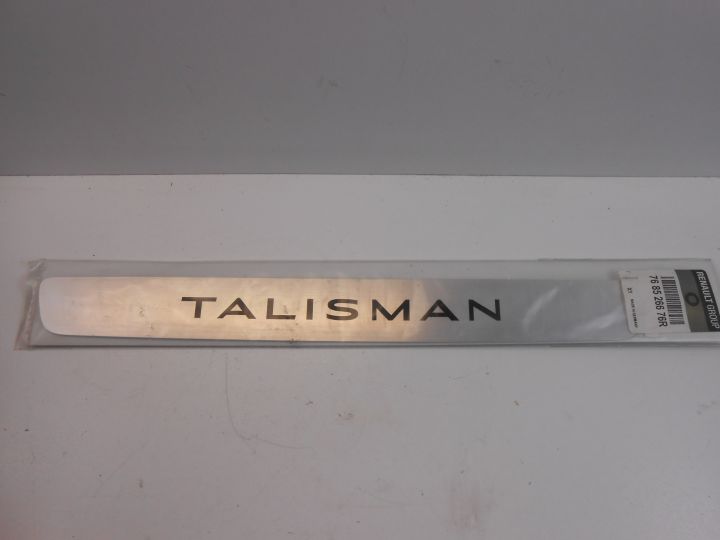 TALISMAN
RENAULT GROUP
76 85 266 76R